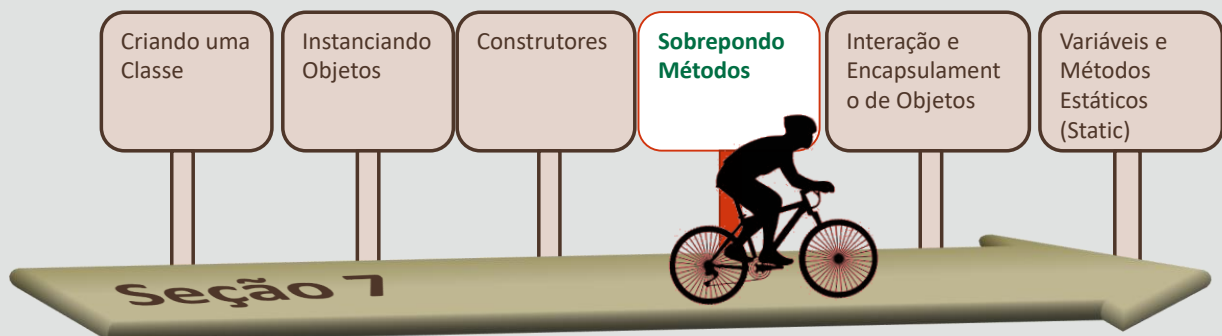 Criando uma
Classe
Instanciando
Objetos
Construtores
Sobrepondo
Métodos
Interação e
Encapsulament
o de Objetos
Variáveis e
Métodos
Estáticos
(Static)
Seção 7